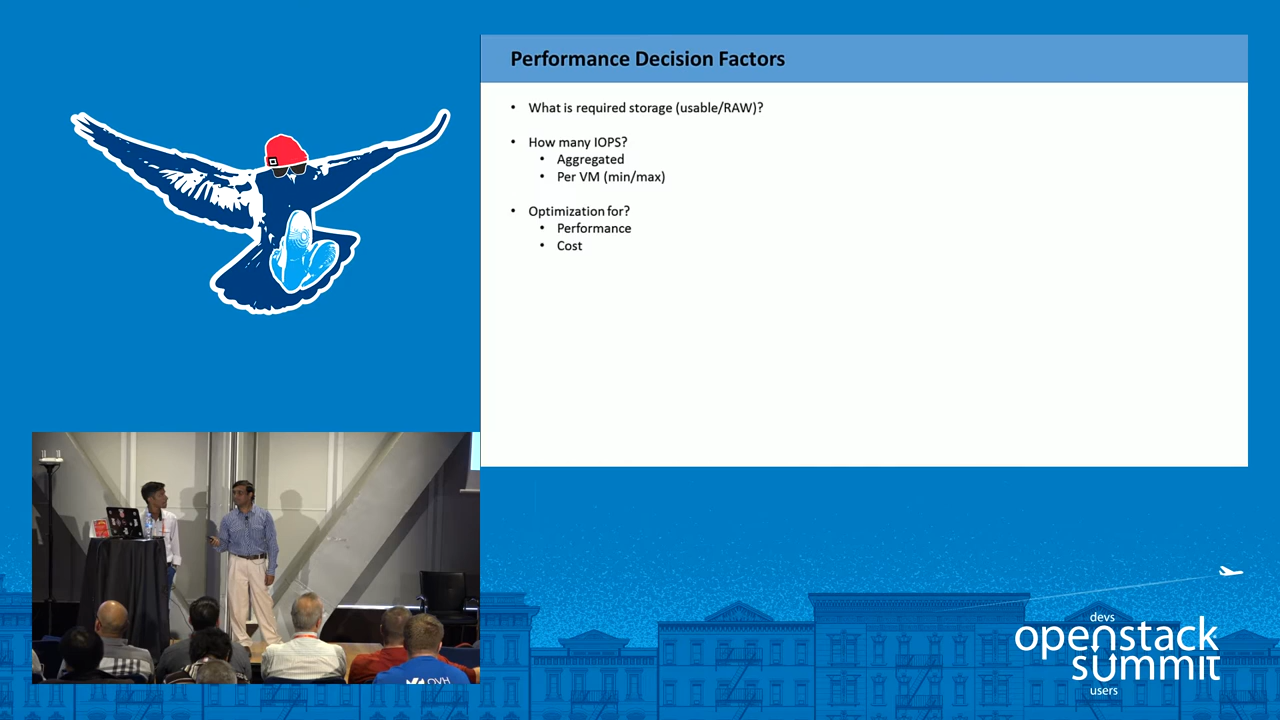 Performance Decision Factors
• What is required storage (usable/RAW)?
• How many IOPS?
• Aggregated
• Per VM (min/max)
• Optimization for?
• Performance
• Cost
OVH
devs
openstack
summit
users